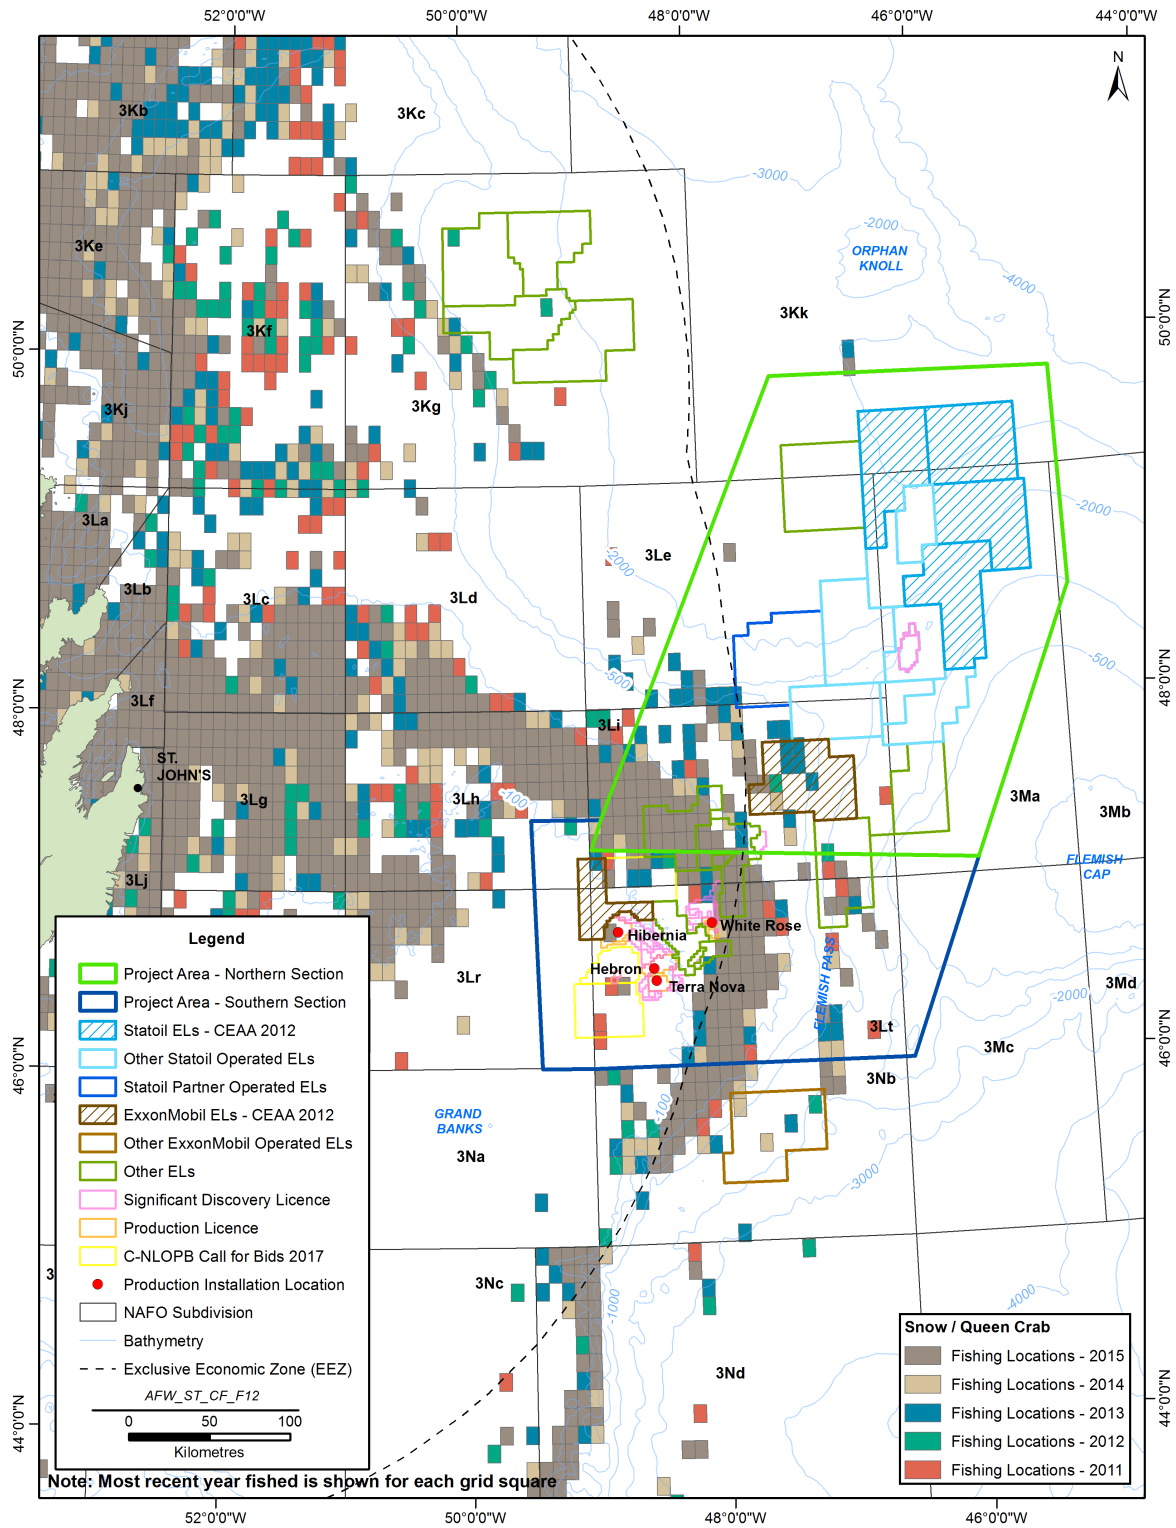 52°0'0"W 50°0'0"W 48°0'0"W 46°0'0"W 44°0'0"W
N
3Kb
3Kc
-3000
-2000
3Ke
ORPHAN
KNOLL
-4000
3Kk
50°0'0"N
3Kf
50°0'0"N
3Kg
3Kj
-2000
3La
3Le
-2000
3Lb
3Lc
3Ld
-500
-500
48°0'0"N
3Lf
48°0'0"N
3Li
ST.
JOHN'S
3Lg
3Lh
-100
3Ma
3Mb
FLEMISH
CAP
3Lj
White Rose
Hibernia
Hebron
Terra Nova
FLEMISH PASS
3Lr
3Md
-2000
3Lt
3Mc
46°0'0"N
46°0'0"N
3Nb
GRAND
BANKS
-100
3Na
-3000
3
3Nc
-1000
-4000
3Nd
44°0'0"N
44°0'0"N
Legend
Project Area - Northern Section
Project Area - Southern Section
Statoil ELs - CEAA 2012
Other Statoil Operated ELs
Statoil Partner Operated ELs
ExxonMobil ELs - CEAA 2012
Other ExxonMobil Operated ELs
Other ELs
Significant Discovery Licence
Production Licence
C-NLOPB Call for Bids 2017
Production Installation Location
NAFO Subdivision
Bathymetry
Exclusive Economic Zone (EEZ)
AFW_ST_CF_F12
0 50 100
Kilometres
Snow / Queen Crab
Fishing Locations - 2015
Fishing Locations - 2014
Fishing Locations - 2013
Fishing Locations - 2012
Fishing Locations - 2011
Note: Most recent year fished is shown for each grid square
52°0'0"W 50°0'0"W 48°0'0"W 46°0'0"W